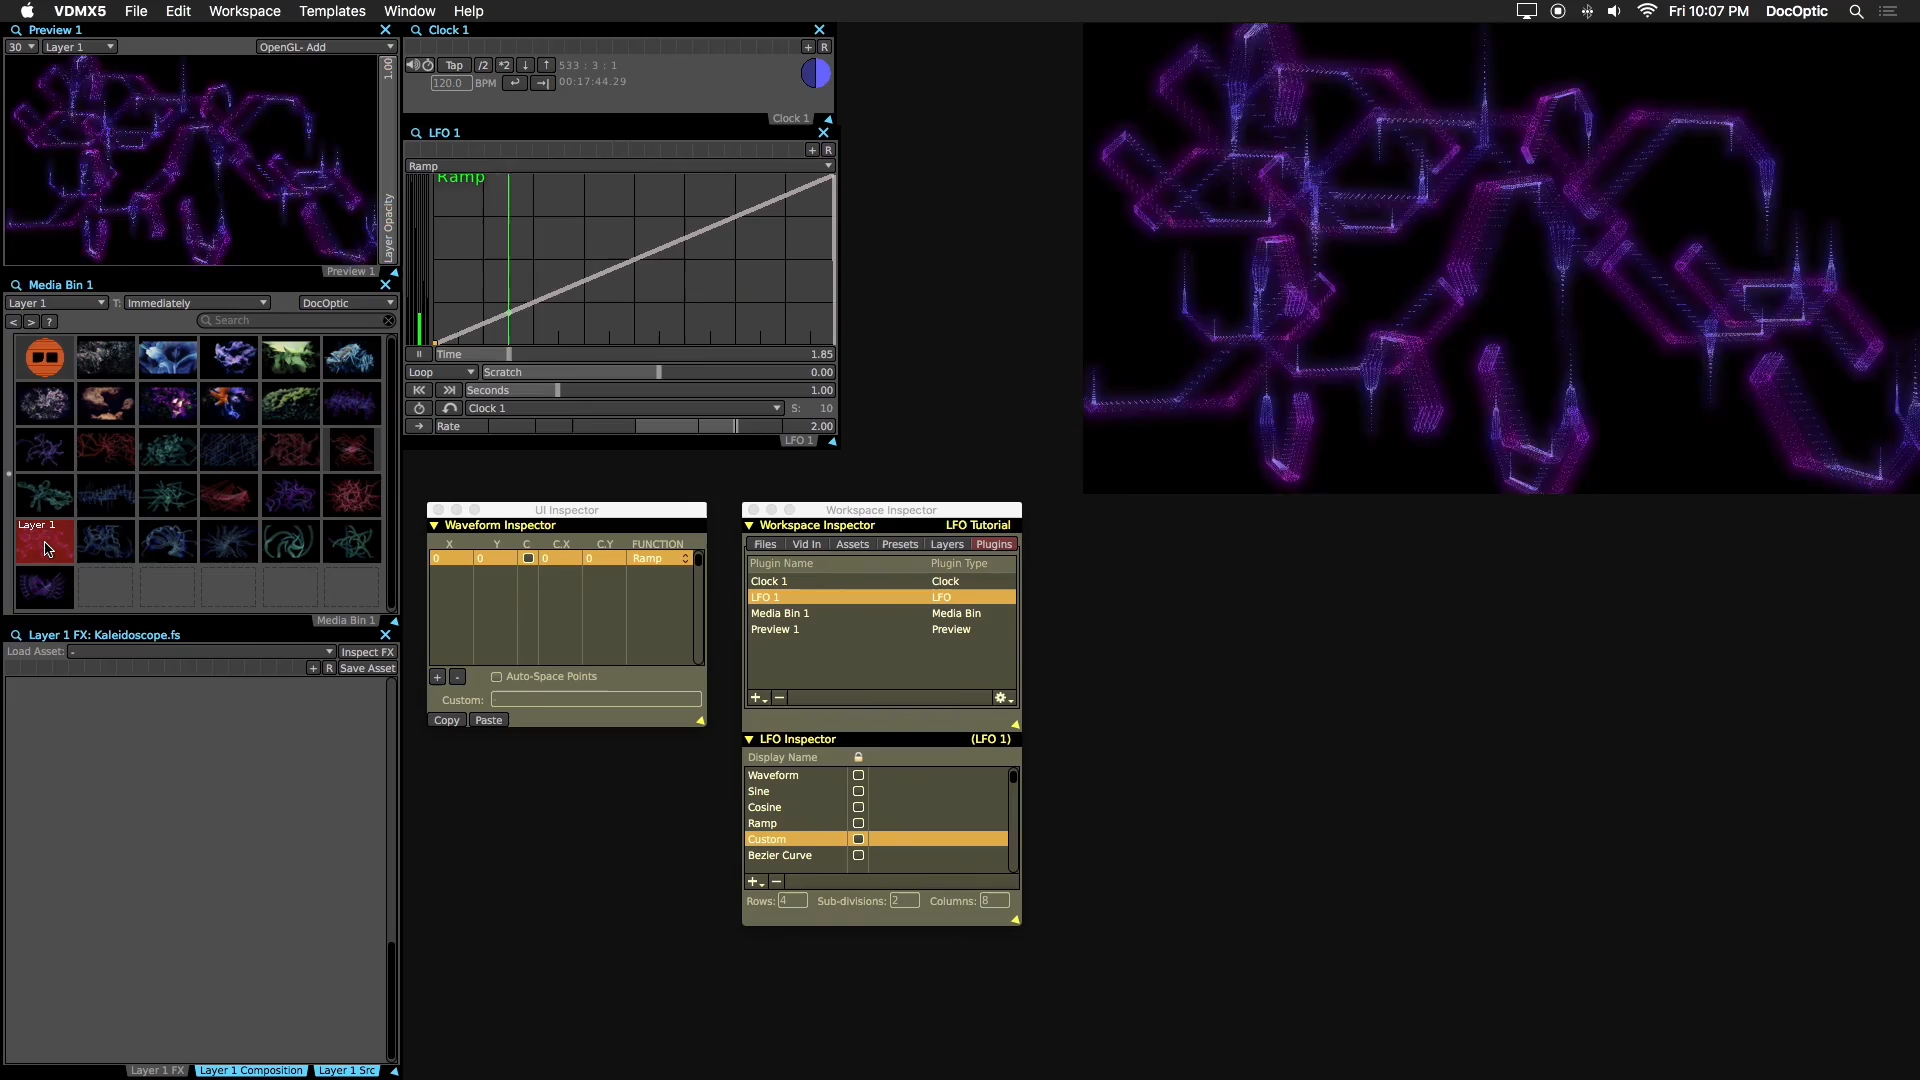 VDMX5 File Edit Workspace Templates Window Help Fri 10:07 PM DocOptic
Preview 1
30 Layer 1 OpenGL- Add
1.00
Layer Opacity
Preview 1
Media Bin 1
Layer 1 T: Immediately DocOptic
< > ? Search
Layer 1
Media Bin 1
Layer 1 FX: Kaleidoscope.fs
Load Asset: - Inspect FX
+ R Save Asset
Layer 1 FX Layer 1 Composition Layer 1 Src
Clock 1
+ R
Tap /2 *2 ↓ ↑ 533 : 3 : 1
120.0 BPM 00:17:44.29
Clock 1
LFO 1
+ R
Ramp
Ramp
Time 1.85
Loop Scratch 0.00
Seconds 1.00
Clock 1 S: 10
Rate 2.00
LFO 1
UI Inspector
Waveform Inspector
X Y C C.X C.Y FUNCTION
0 0 0 0 Ramp
+ - Auto-Space Points
Custom: -
Copy Paste
Workspace Inspector
Workspace Inspector LFO Tutorial
Files Vid In Assets Presets Layers Plugins
Plugin Name Plugin Type
Clock 1 Clock
LFO 1 LFO
Media Bin 1 Media Bin
Preview 1 Preview
LFO Inspector (LFO 1)
Display Name
Waveform
Sine
Cosine
Ramp
Custom
Bezier Curve
Rows: 4 Sub-divisions: 2 Columns: 8